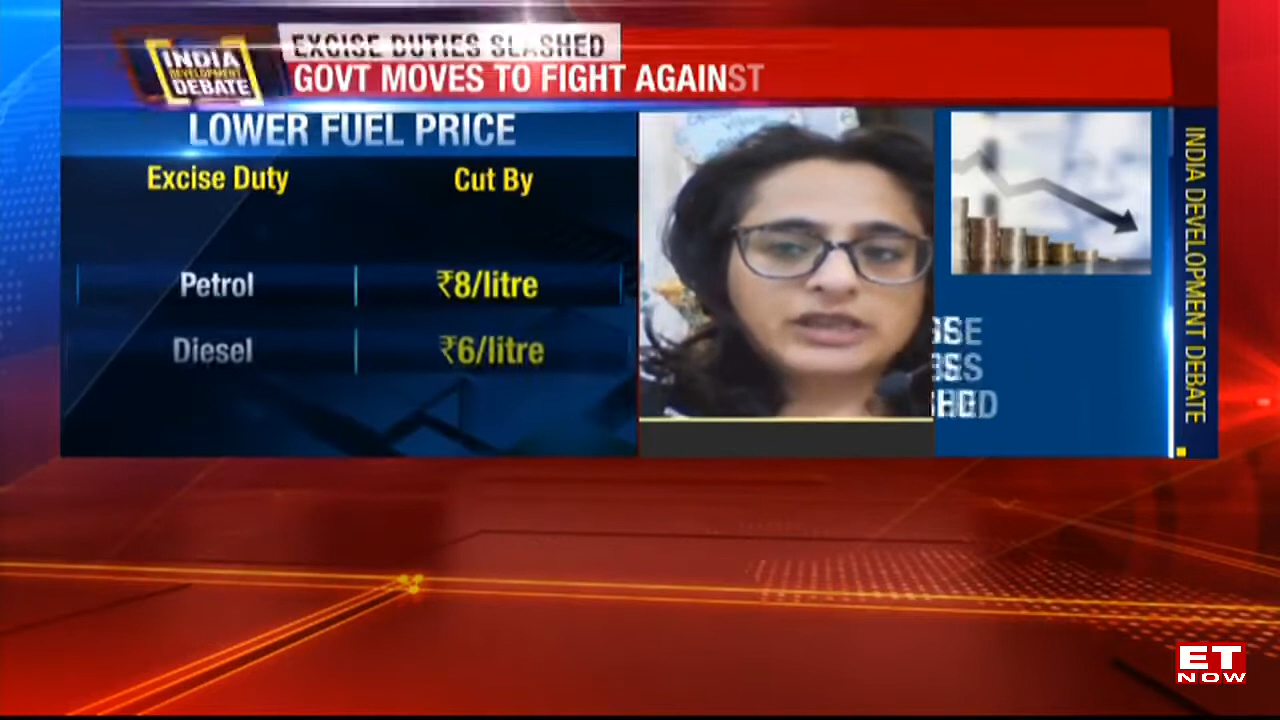 INDIA
DEVELOPMENT
DEBATE
EXCISE DUTIES SLASHED
GOVT MOVES TO FIGHT AGAINST
LOWER FUEL PRICE
Excise Duty Cut By
Petrol ₹8/litre
Diesel ₹6/litre
INDIA DEVELOPMENT DEBATE
ET
NOW